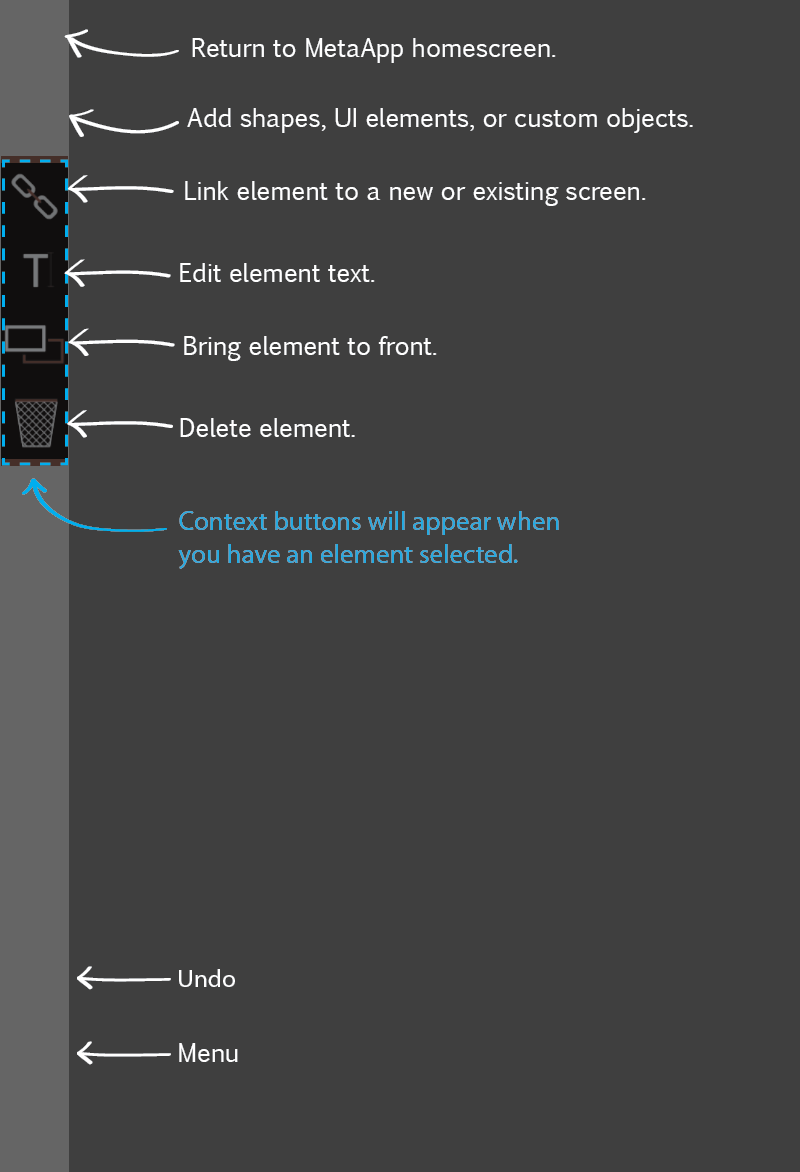 Return to MetaApp homescreen.
Add shapes, UI elements, or custom objects.
Link element to a new or existing screen.
Edit element text.
Bring element to front.
Delete element.
Context buttons will appear when
you have an element selected.
Undo
Menu